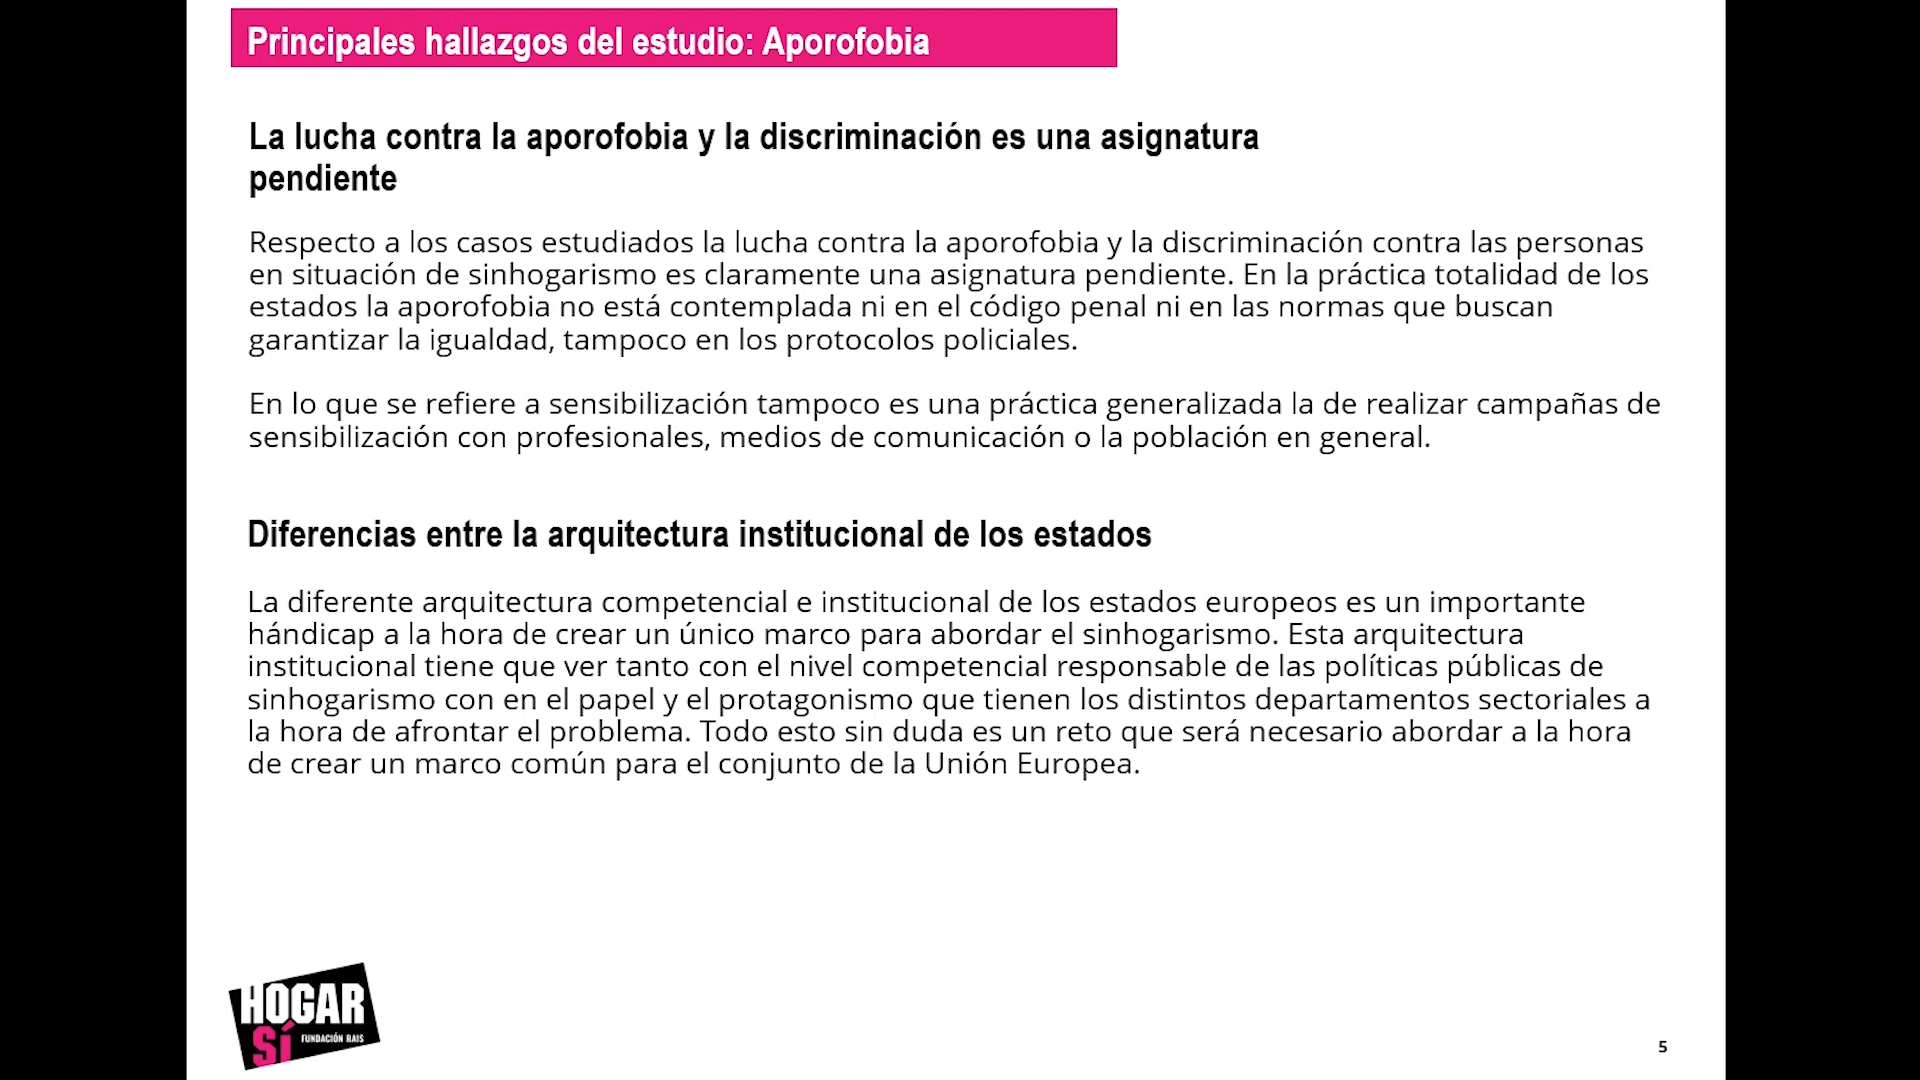 Principales hallazgos del estudio: Aporofobia
La lucha contra la aporofobia y la discriminación es una asignatura
pendiente
Respecto a los casos estudiados la lucha contra la aporofobia y la discriminación contra las personas
en situación de sinhogarismo es claramente una asignatura pendiente. En la práctica totalidad de los
estados la aporofobia no está contemplada ni en el código penal ni en las normas que buscan
garantizar la igualdad, tampoco en los protocolos policiales.
En lo que se refiere a sensibilización tampoco es una práctica generalizada la de realizar campañas de
sensibilización con profesionales, medios de comunicación o la población en general.
Diferencias entre la arquitectura institucional de los estados
La diferente arquitectura competencial e institucional de los estados europeos es un importante
hándicap a la hora de crear un único marco para abordar el sinhogarismo. Esta arquitectura
institucional tiene que ver tanto con el nivel competencial responsable de las políticas públicas de
sinhogarismo con en el papel y el protagonismo que tienen los distintos departamentos sectoriales a
la hora de afrontar el problema. Todo esto sin duda es un reto que será necesario abordar a la hora
de crear un marco común para el conjunto de la Unión Europea.
HOGAR
SÍ FUNDACIÓN RAIS
5